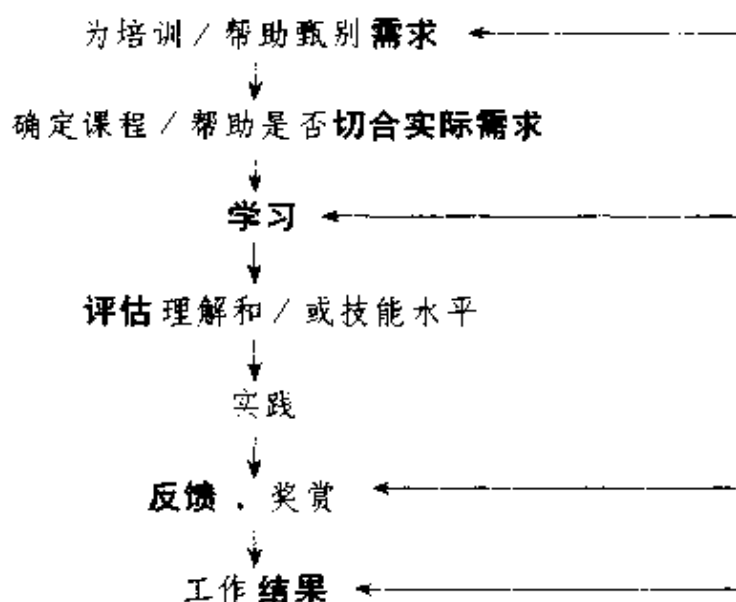 为培训/帮助甄别需求
确定课程/帮助是否切合实际需求
学习
评估理解和/或技能水平
实践
反馈、奖赏
工作结果